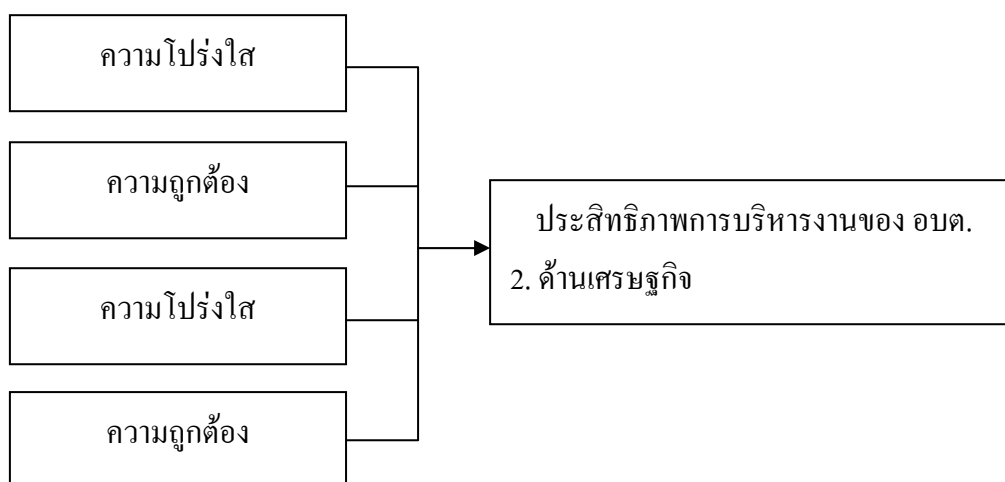 ความโปร่งใส
ความถูกต้อง
ความโปร่งใส
ความถูกต้อง
ประสิทธิภาพการบริหารงานของ อบต.
2. ด้านเศรษฐกิจ